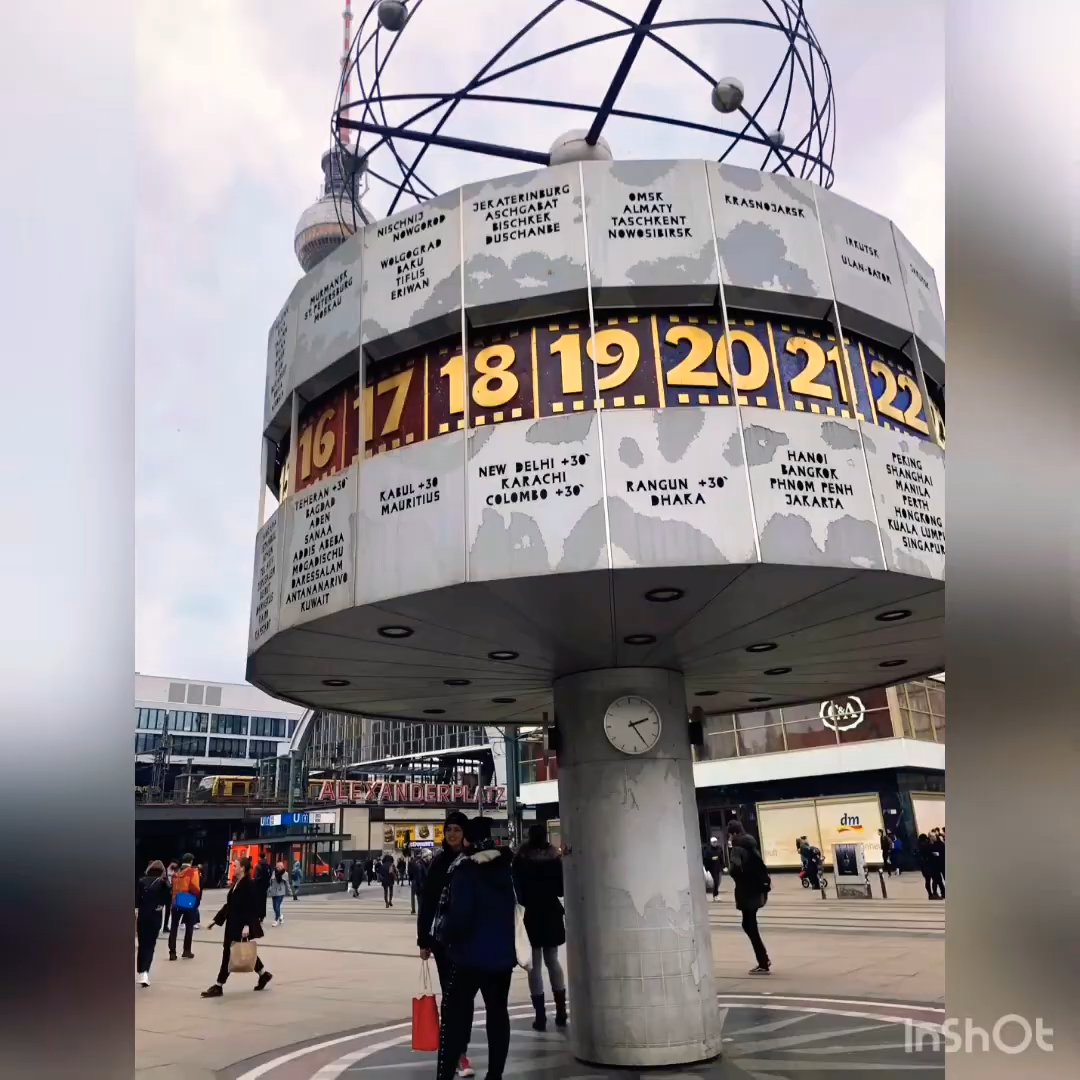 NISCHNIJ
NOWGOROD
WOLGOGRAD
BAKU
TIFLIS
ERIWAN
JEKATERINBURG
ASCHGABAT
BISCHKEK
DUSCHANBE
OMSK
ALMATY
TASCHKENT
NOWOSIBIRSK
KRASNOJARSK
IRKUTSK
ULAN-BATOR
MURMANSK
ST. PETERSBURG
MOSKAU
16 17 18 19 20 21 22
TEHERAN +30`
BAGDAD
ADEN
SANAA
ADDIS ABEBA
MOGADISCHU
DARESSALAM
ANTANANARIVO
KUWAIT
KABUL +30
MAURITIUS
NEW DELHI +30`
KARACHI
COLOMBO +30`
RANGUN +30`
DHAKA
HANOI
BANGKOK
PHNOM PENH
JAKARTA
PEKING
SHANGHAI
MANILA
PERTH
HONGKONG
KUALA LUMPU
SINGAPUR
C&A
ALEXANDERPLATZ
U
dm
McDonald's
InShOt